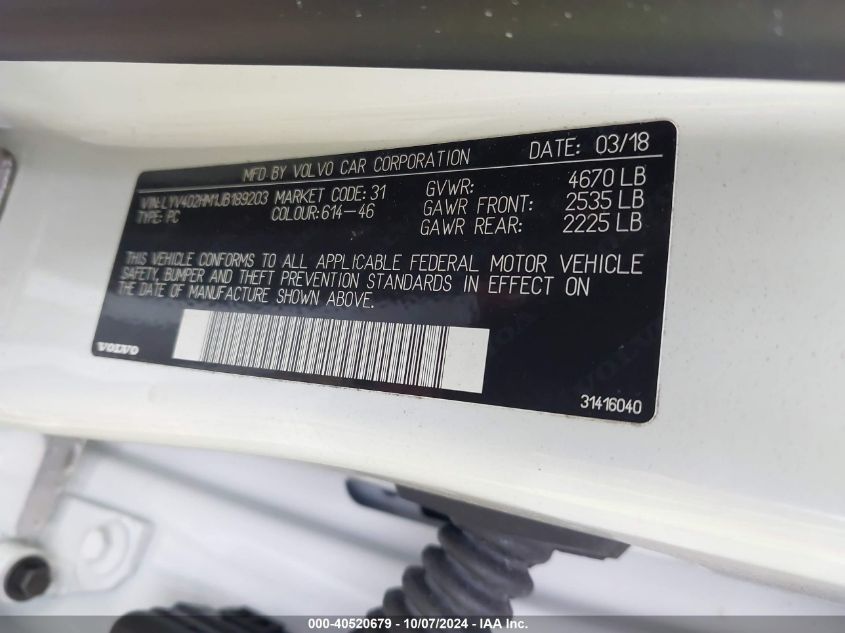 MFD. BY VOLVO CAR CORPORATION DATE: 03/18
VIN: LYV402HM1JB189203 MARKET CODE: 31 GVWR: 4670 LB
TYPE: PC COLOUR: 614-46 GAWR FRONT: 2535 LB
GAWR REAR: 2225 LB
THIS VEHICLE CONFORMS TO ALL APPLICABLE FEDERAL MOTOR VEHICLE
SAFETY, BUMPER AND THEFT PREVENTION STANDARDS IN EFFECT ON
THE DATE OF MANUFACTURE SHOWN ABOVE.
VOLVO
31416040
000-40520679 - 10/07/2024 - IAA Inc.